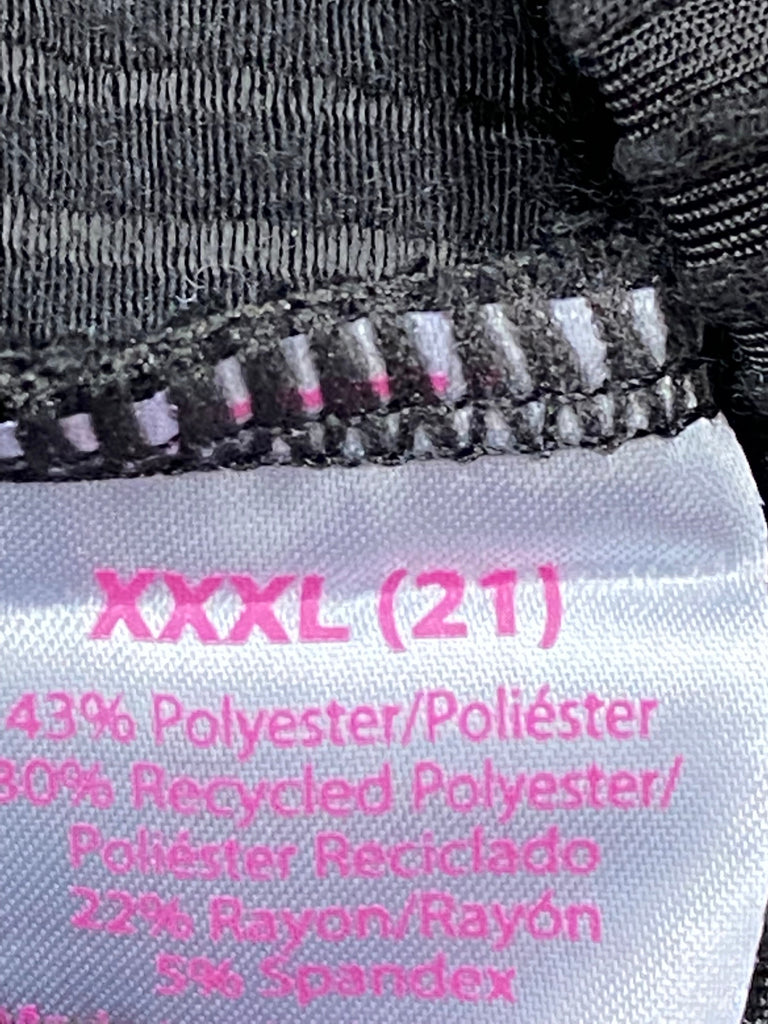 XXXL (21)
43% Polyester/Poliéster
30% Recycled Polyester/
Poliéster Reciclado
22% Rayon/Rayón
5% Spandex